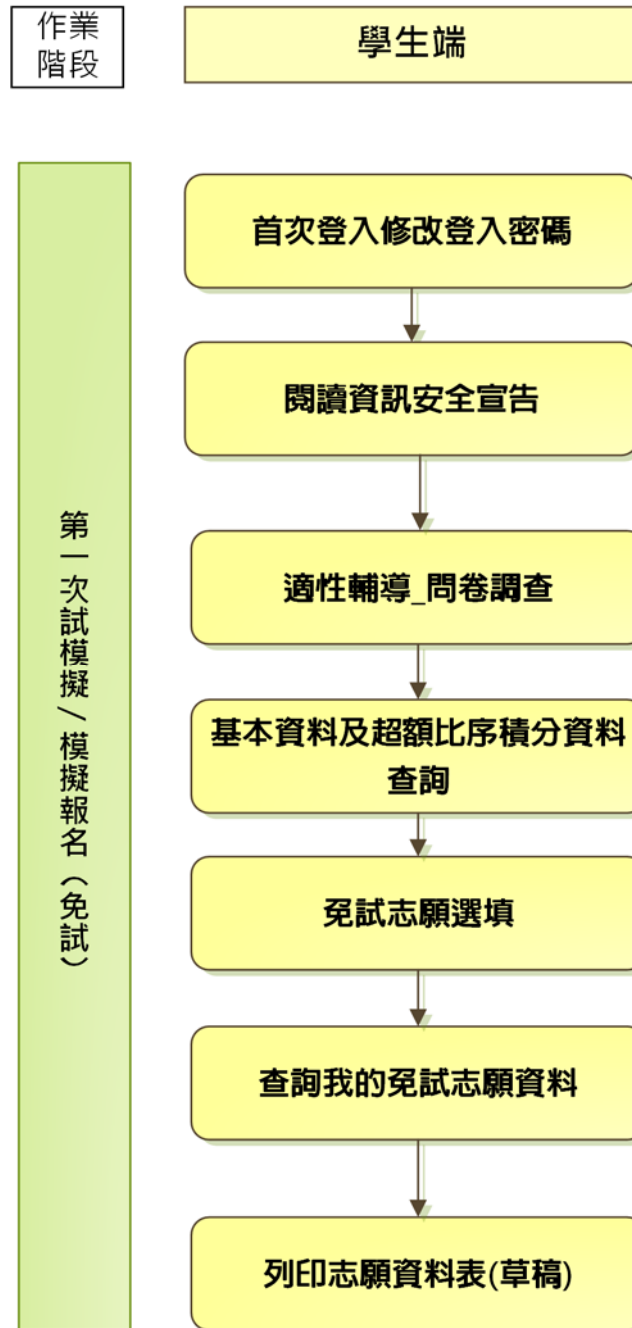 作業
階段
學生端
第一次試模擬/模擬報名(免試)
首次登入修改登入密碼
閱讀資訊安全宣告
適性輔導_問卷調查
基本資料及超額比序積分資料
查詢
免試志願選填
查詢我的免試志願資料
列印志願資料表(草稿)